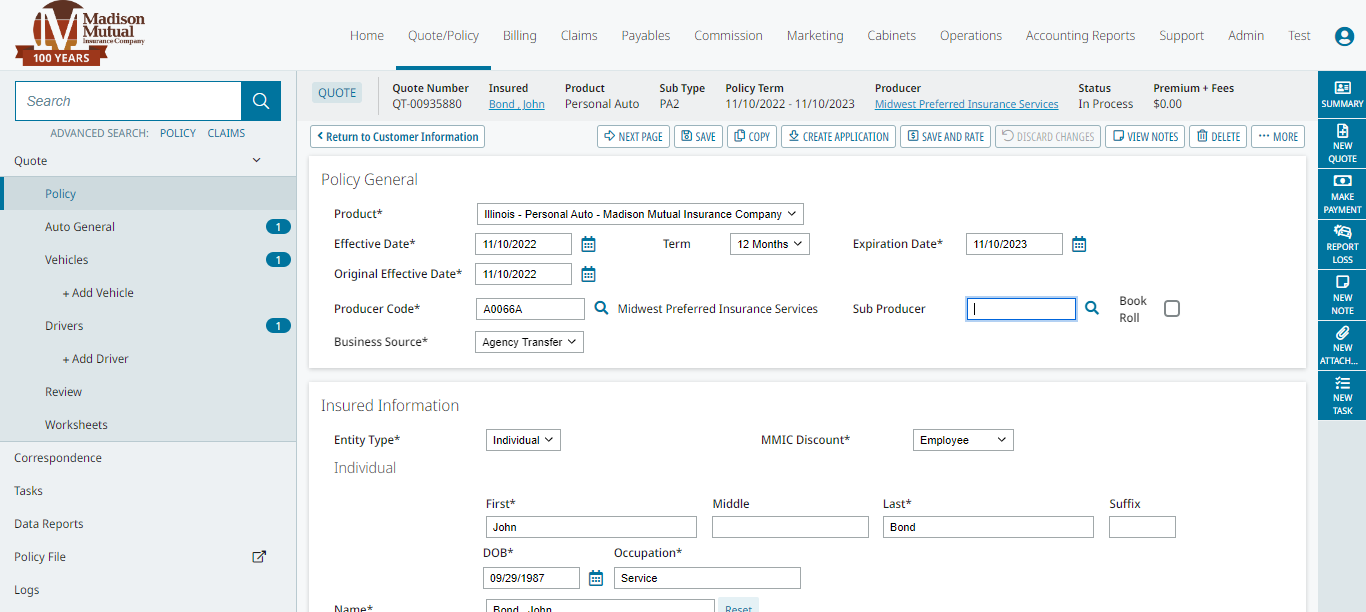 Madison
Mutual
Insurance Company
100 YEARS
Home Quote/Policy Billing Claims Payables Commission Marketing Cabinets Operations Accounting Reports Support Admin Test
Search
ADVANCED SEARCH: POLICY CLAIMS
Quote
Policy
Auto General 1
Vehicles 1
+ Add Vehicle
Drivers 1
+ Add Driver
Review
Worksheets
Correspondence
Tasks
Data Reports
Policy File
Logs
QUOTE
Quote Number Insured Product Sub Type Policy Term Producer Status Premium + Fees
QT-00935880 Bond , John Personal Auto PA2 11/10/2022 - 11/10/2023 Midwest Preferred Insurance Services In Process $0.00
Return to Customer Information NEXT PAGE SAVE COPY CREATE APPLICATION SAVE AND RATE DISCARD CHANGES VIEW NOTES DELETE ··· MORE
Policy General
Product* Illinois - Personal Auto - Madison Mutual Insurance Company
Effective Date* 11/10/2022 Term 12 Months Expiration Date* 11/10/2023
Original Effective Date* 11/10/2022
Producer Code* A0066A Midwest Preferred Insurance Services Sub Producer Book
Roll
Business Source* Agency Transfer
Insured Information
Entity Type* Individual MMIC Discount* Employee
Individual
First* Middle Last* Suffix
John Bond
DOB* Occupation*
09/29/1987 Service
Name* Bond , John Reset
SUMMARY
NEW
QUOTE
MAKE
PAYMENT
REPORT
LOSS
NEW
NOTE
NEW
ATTACH...
NEW
TASK